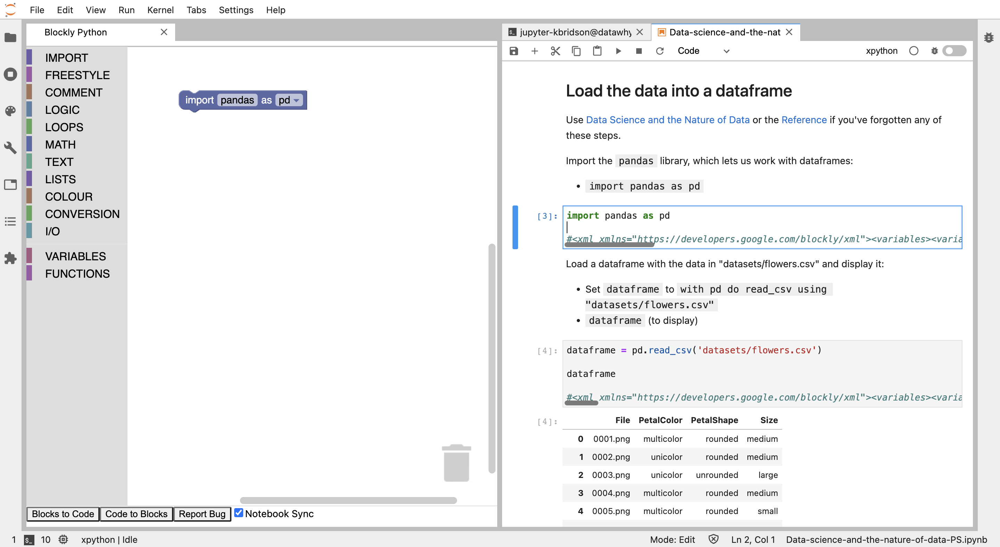 File Edit View Run Kernel Tabs Settings Help
Blockly Python
IMPORT
FREESTYLE
COMMENT
LOGIC
LOOPS
MATH
TEXT
LISTS
COLOUR
CONVERSION
I/O
VARIABLES
FUNCTIONS
import pandas as pd
Blocks to Code Code to Blocks Report Bug Notebook Sync
$_ jupyter-kbridson@datawhy Data-science-and-the-nat
Code xpython
Load the data into a dataframe
Use Data Science and the Nature of Data or the Reference if you've forgotten any of
these steps.
Import the pandas library, which lets us work with dataframes:
• import pandas as pd
[3]: import pandas as pd
#<xml xmlns="https://developers.google.com/blockly/xml"><variables><varia
Load a dataframe with the data in "datasets/flowers.csv" and display it:
• Set dataframe to with pd do read_csv using
"datasets/flowers.csv"
• dataframe (to display)
[4]: dataframe = pd.read_csv('datasets/flowers.csv')
dataframe
#<xml xmlns="https://developers.google.com/blockly/xml"><variables><varia
[4]: File PetalColor PetalShape Size
0 0001.png multicolor rounded medium
1 0002.png unicolor rounded medium
2 0003.png unicolor unrounded large
3 0004.png multicolor rounded medium
4 0005.png multicolor rounded small
1 $_ 10 xpython | Idle Mode: Edit Ln 2, Col 1 Data-science-and-the-nature-of-data-PS.ipynb